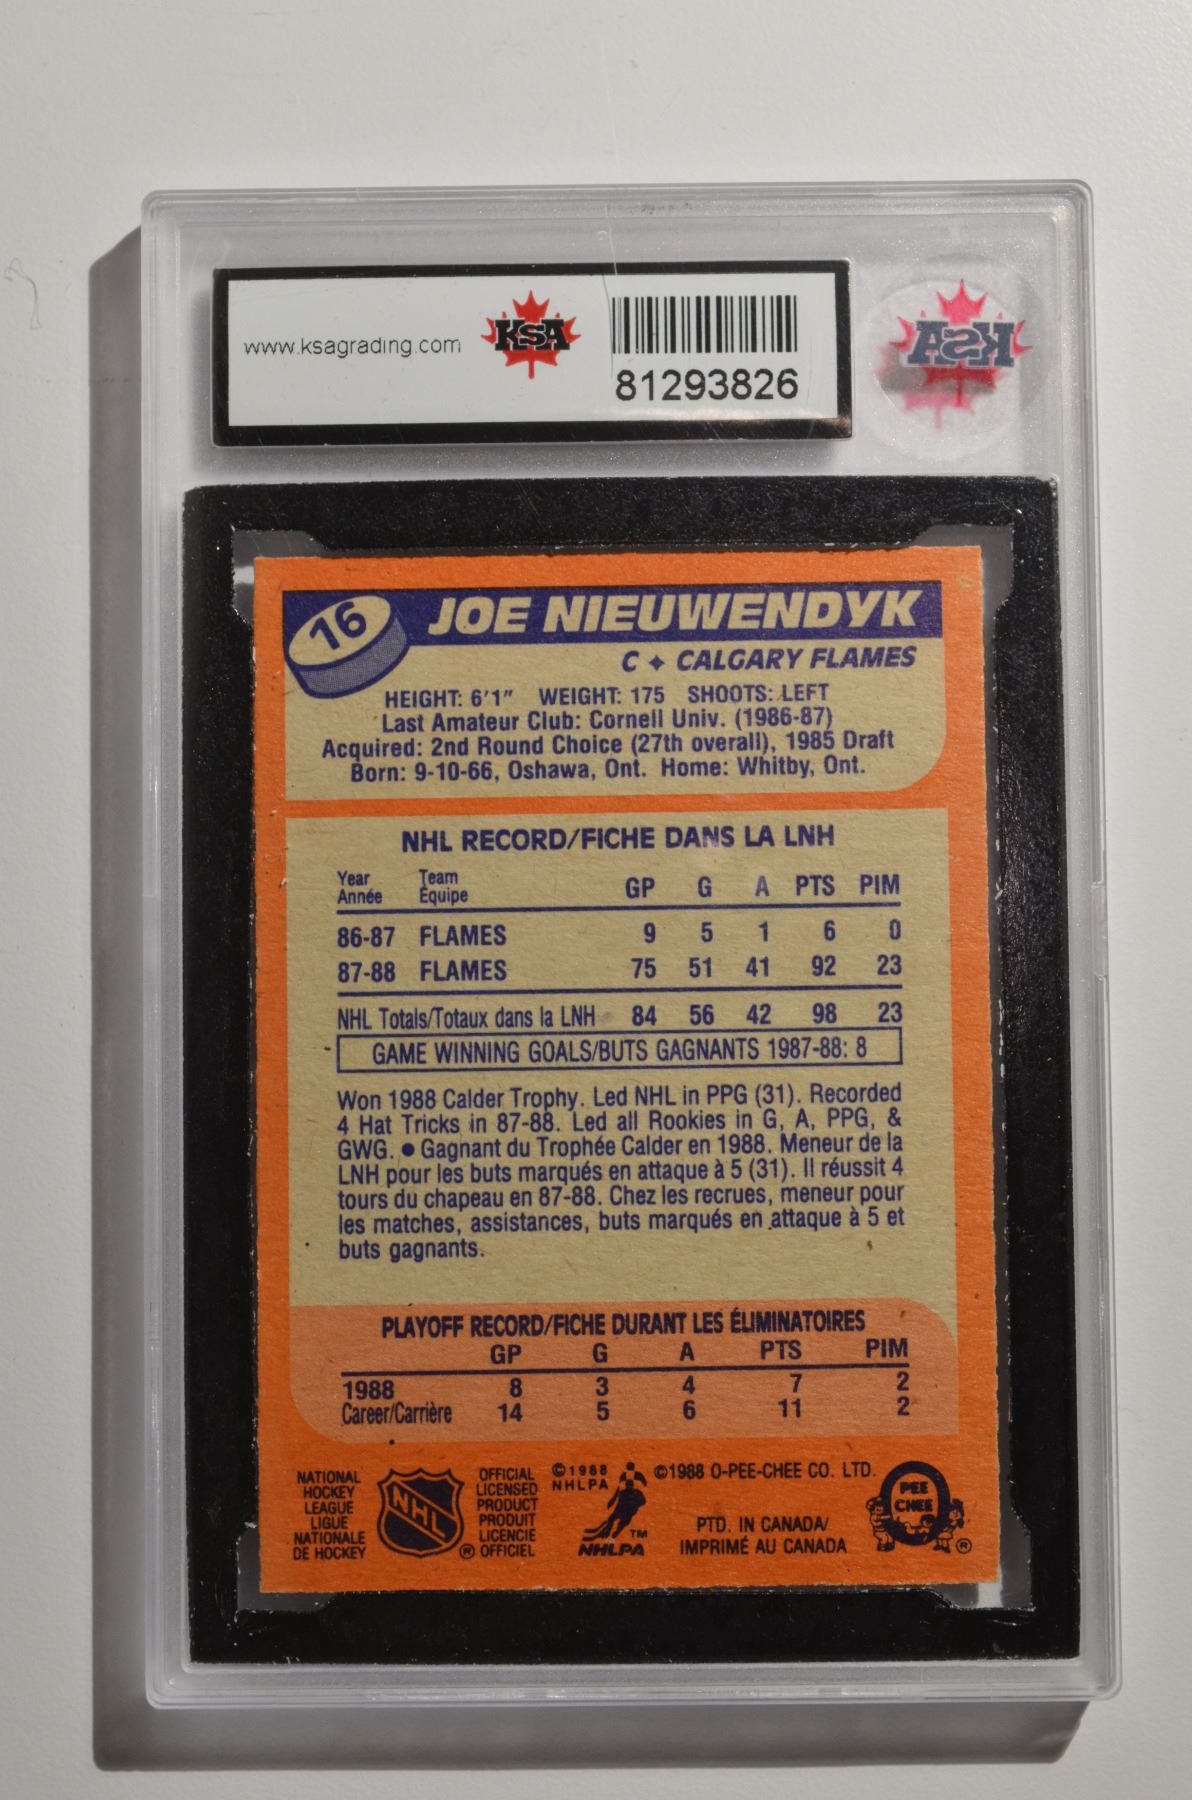 www.ksagrading.com
KSA
81293826
KSA
16
JOE NIEUWENDYK
C ✦ CALGARY FLAMES
HEIGHT: 6'1" WEIGHT: 175 SHOOTS: LEFT
Last Amateur Club: Cornell Univ. (1986-87)
Acquired: 2nd Round Choice (27th overall), 1985 Draft
Born: 9-10-66, Oshawa, Ont. Home: Whitby, Ont.
NHL RECORD/FICHE DANS LA LNH
Year Team
Année Équipe GP G A PTS PIM
86-87 FLAMES 9 5 1 6 0
87-88 FLAMES 75 51 41 92 23
NHL Totals/Totaux dans la LNH 84 56 42 98 23
GAME WINNING GOALS/BUTS GAGNANTS 1987-88: 8
Won 1988 Calder Trophy. Led NHL in PPG (31). Recorded
4 Hat Tricks in 87-88. Led all Rookies in G, A, PPG, &
GWG. ● Gagnant du Trophée Calder en 1988. Meneur de la
LNH pour les buts marqués en attaque à 5 (31). Il réussit 4
tours du chapeau en 87-88. Chez les recrues, meneur pour
les matches, assistances, buts marqués en attaque à 5 et
buts gagnants.
PLAYOFF RECORD/FICHE DURANT LES ÉLIMINATOIRES
GP G A PTS PIM
1988 8 3 4 7 2
Career/Carrière 14 5 6 11 2
NATIONAL
HOCKEY
LEAGUE
LIGUE
NATIONALE
DE HOCKEY
NHL
®
OFFICIAL
LICENSED
PRODUCT
PRODUIT
LICENCIE
OFFICIEL
©1988
NHLPA
™
NHLPA
©1988 O-PEE-CHEE CO. LTD.
PTD. IN CANADA/
IMPRIMÉ AU CANADA
PEE
CHEE
®